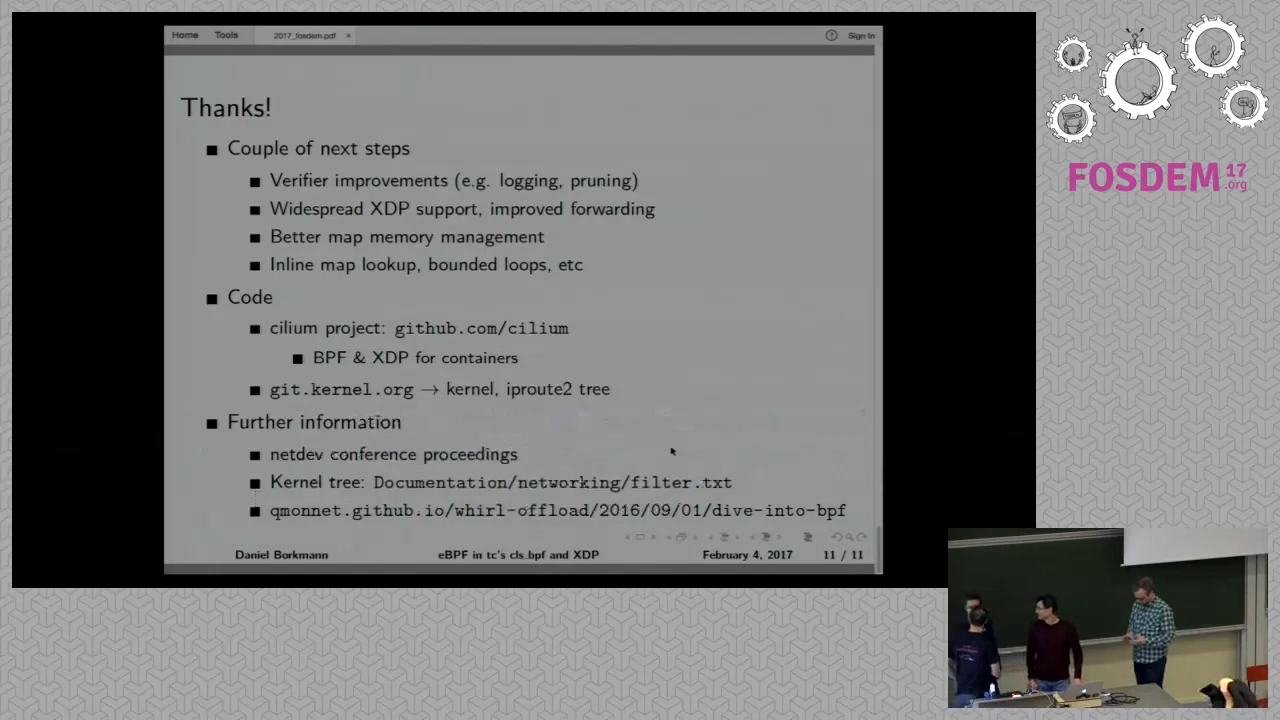 Home Tools 2017_fosdem.pdf × ? Sign In
Thanks!
Couple of next steps
Verifier improvements (e.g. logging, pruning)
Widespread XDP support, improved forwarding
Better map memory management
Inline map lookup, bounded loops, etc
Code
cilium project: github.com/cilium
BPF & XDP for containers
git.kernel.org → kernel, iproute2 tree
Further information
netdev conference proceedings
Kernel tree: Documentation/networking/filter.txt
qmonnet.github.io/whirl-offload/2016/09/01/dive-into-bpf
Daniel Borkmann eBPF in tc's cls_bpf and XDP February 4, 2017 11 / 11
FOSDEM 17
.org